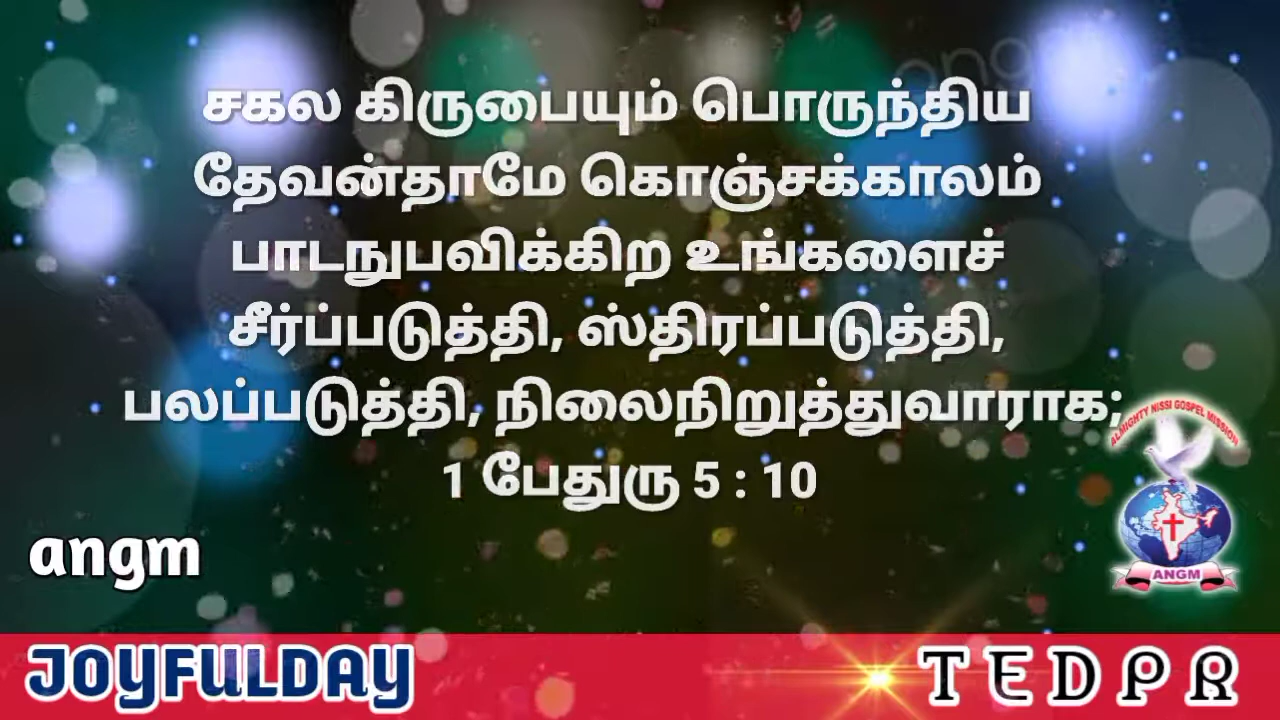 சகல கிருபையும் பொருந்திய
தேவன்தாமே கொஞ்சக்காலம்
பாடநுபவிக்கிற உங்களைச்
சீர்ப்படுத்தி, ஸ்திரப்படுத்தி,
பலப்படுத்தி, நிலைநிறுத்துவாராக;
1 பேதுரு 5 : 10
ALMIGHTY NISSI GOSPEL MISSION
ANGM
angm
JOYFULDAY
TEDPR